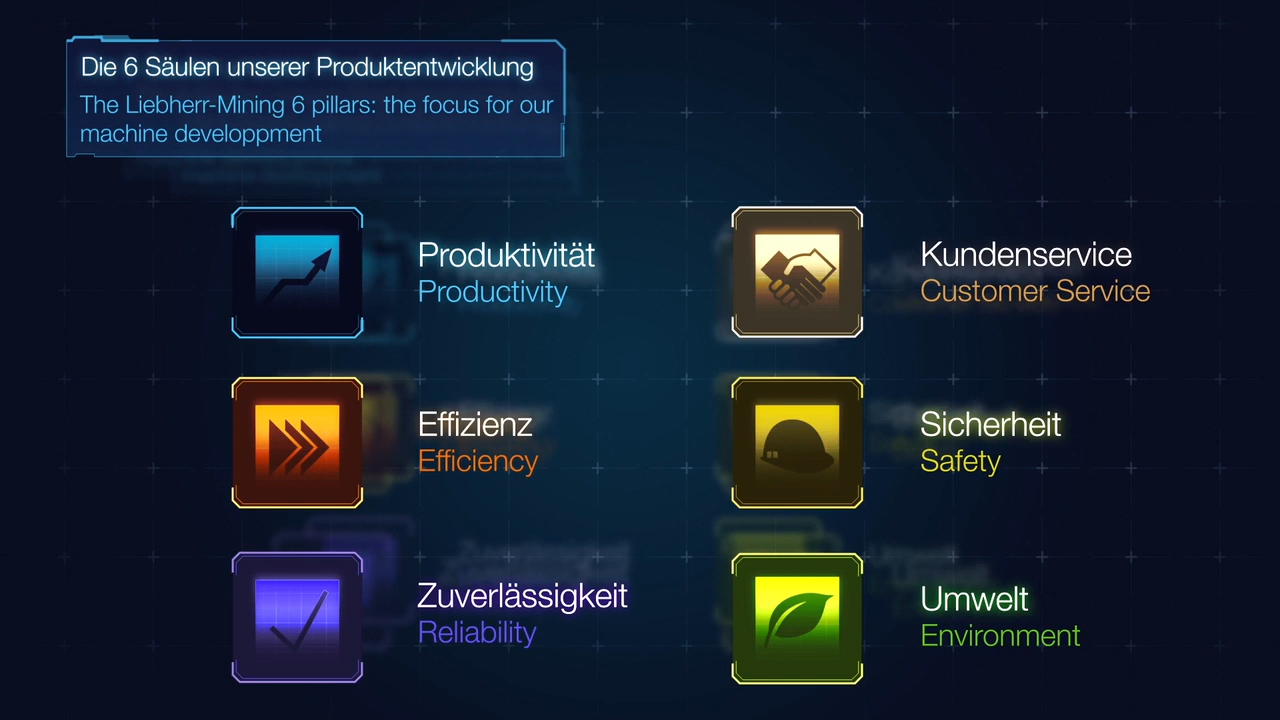 Die 6 Säulen unserer Produktentwicklung
The Liebherr-Mining 6 pillars: the focus for our
machine developpment
Produktivität
Productivity
Effizienz
Efficiency
Zuverlässigkeit
Reliability
Kundenservice
Customer Service
Sicherheit
Safety
Umwelt
Environment